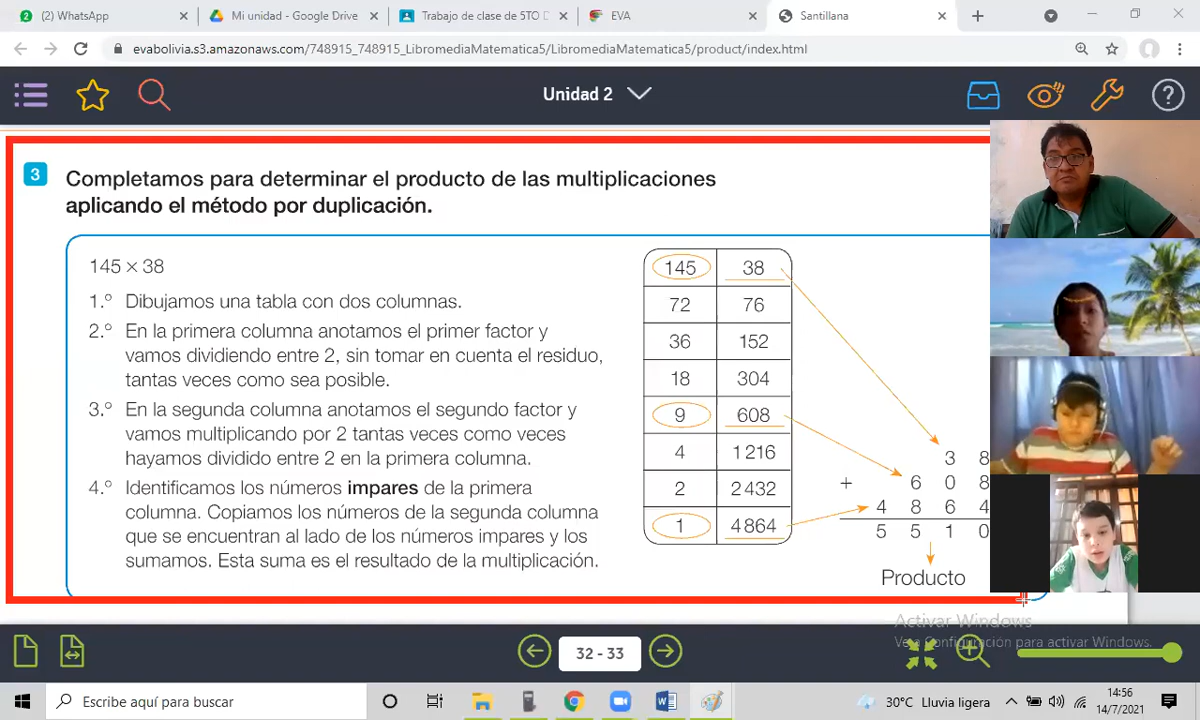 (2) WhatsApp
Mi unidad - Google Drive
Trabajo de clase de 5TO D
EVA
Santillana
evabolivia.s3.amazonaws.com/748915_748915_LibromediaMatematica5/LibromediaMatematica5/product/index.html
Unidad 2
3 Completamos para determinar el producto de las multiplicaciones
aplicando el método por duplicación.
145 × 38
1.º Dibujamos una tabla con dos columnas.
2.º En la primera columna anotamos el primer factor y
vamos dividiendo entre 2, sin tomar en cuenta el residuo,
tantas veces como sea posible.
3.º En la segunda columna anotamos el segundo factor y
vamos multiplicando por 2 tantas veces como veces
hayamos dividido entre 2 en la primera columna.
4.º Identificamos los números impares de la primera
columna. Copiamos los números de la segunda columna
que se encuentran al lado de los números impares y los
sumamos. Esta suma es el resultado de la multiplicación.
145 38
72 76
36 152
18 304
9 608
4 1 216
2 2 432
1 4 864
3 8
+ 6 0 8
4 8 6 4
5 5 1 0
Producto
Activar Windows
Ve a Configuración para activar Windows.
32 - 33
Escribe aquí para buscar
30°C Lluvia ligera
14:56
14/7/2021